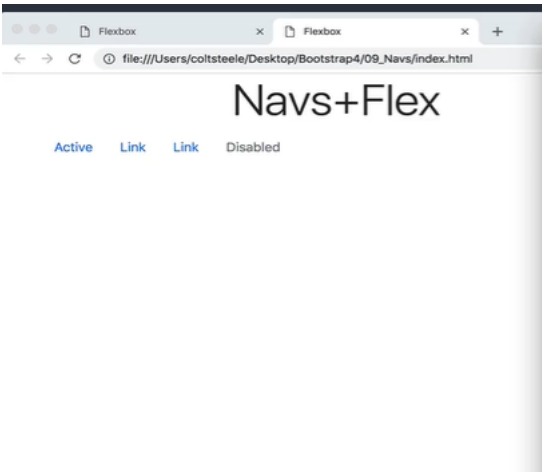 Flexbox × Flexbox × +
file:///Users/coltsteele/Desktop/Bootstrap4/09_Navs/index.html
Navs+Flex
Active Link Link Disabled